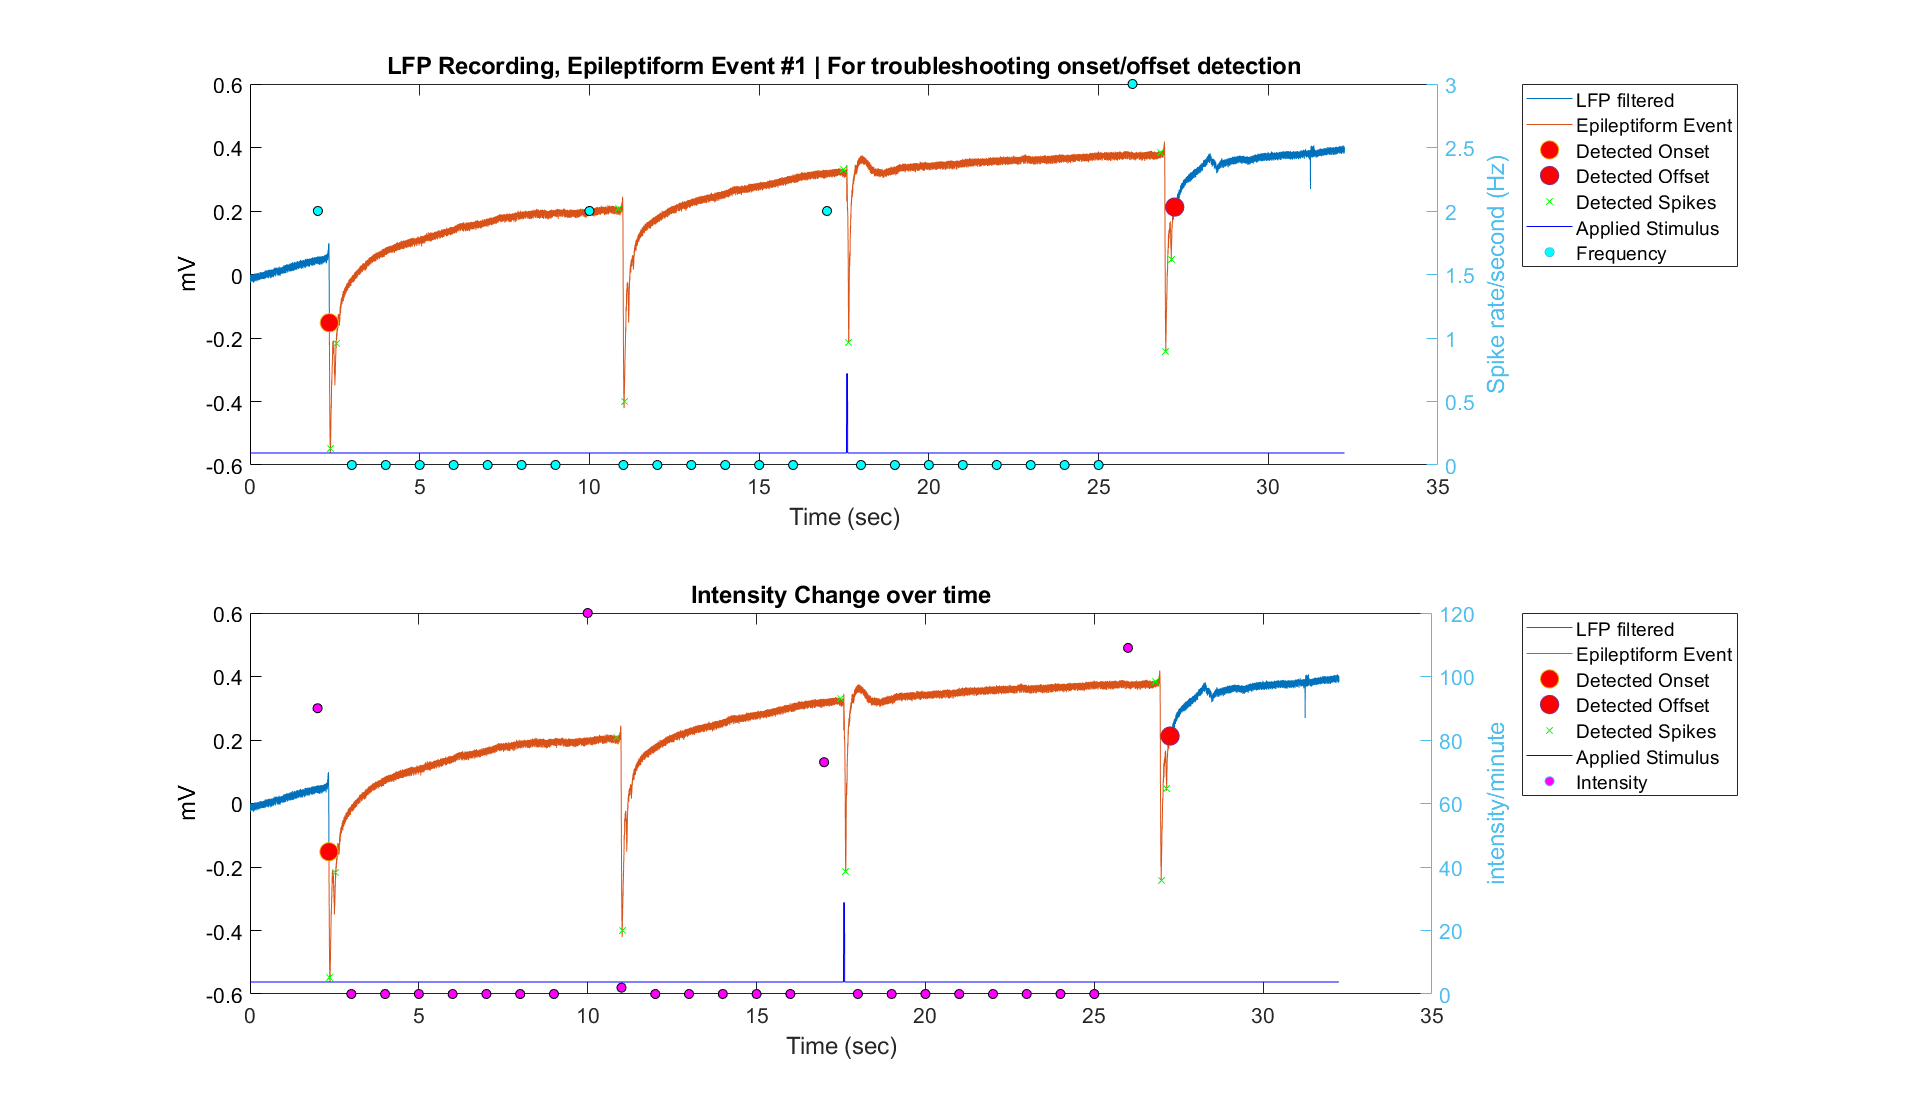 LFP Recording, Epileptiform Event #1 | For troubleshooting onset/offset detection
0.6
0.4
0.2
0
-0.2
-0.4
-0.6
mV
0 5 10 15 20 25 30 35
Time (sec)
3
2.5
2
1.5
1
0.5
0
Spike rate/second (Hz)
LFP filtered
Epileptiform Event
Detected Onset
Detected Offset
Detected Spikes
Applied Stimulus
Frequency
Intensity Change over time
0.6
0.4
0.2
0
-0.2
-0.4
-0.6
mV
0 5 10 15 20 25 30 35
Time (sec)
120
100
80
60
40
20
0
intensity/minute
LFP filtered
Epileptiform Event
Detected Onset
Detected Offset
Detected Spikes
Applied Stimulus
Intensity